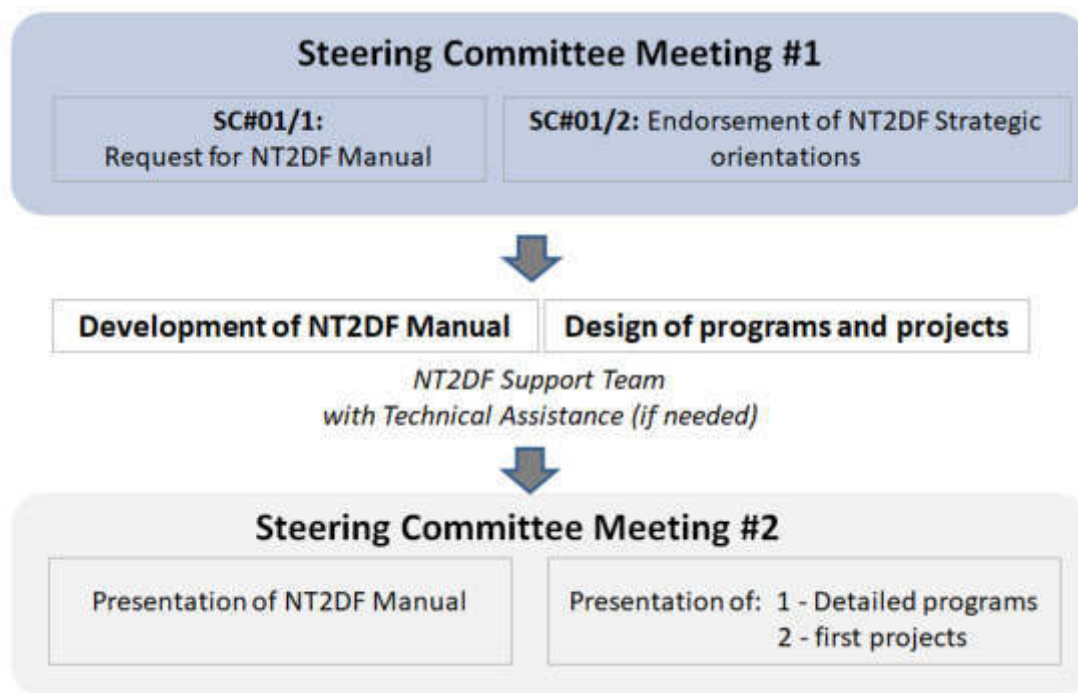 Steering Committee Meeting #1
SC#01/1:
Request for NT2DF Manual
SC#01/2: Endorsement of NT2DF Strategic
orientations
Development of NT2DF Manual
Design of programs and projects
NT2DF Support Team
with Technical Assistance (if needed)
Steering Committee Meeting #2
Presentation of NT2DF Manual
Presentation of: 1 - Detailed programs
2 - first projects